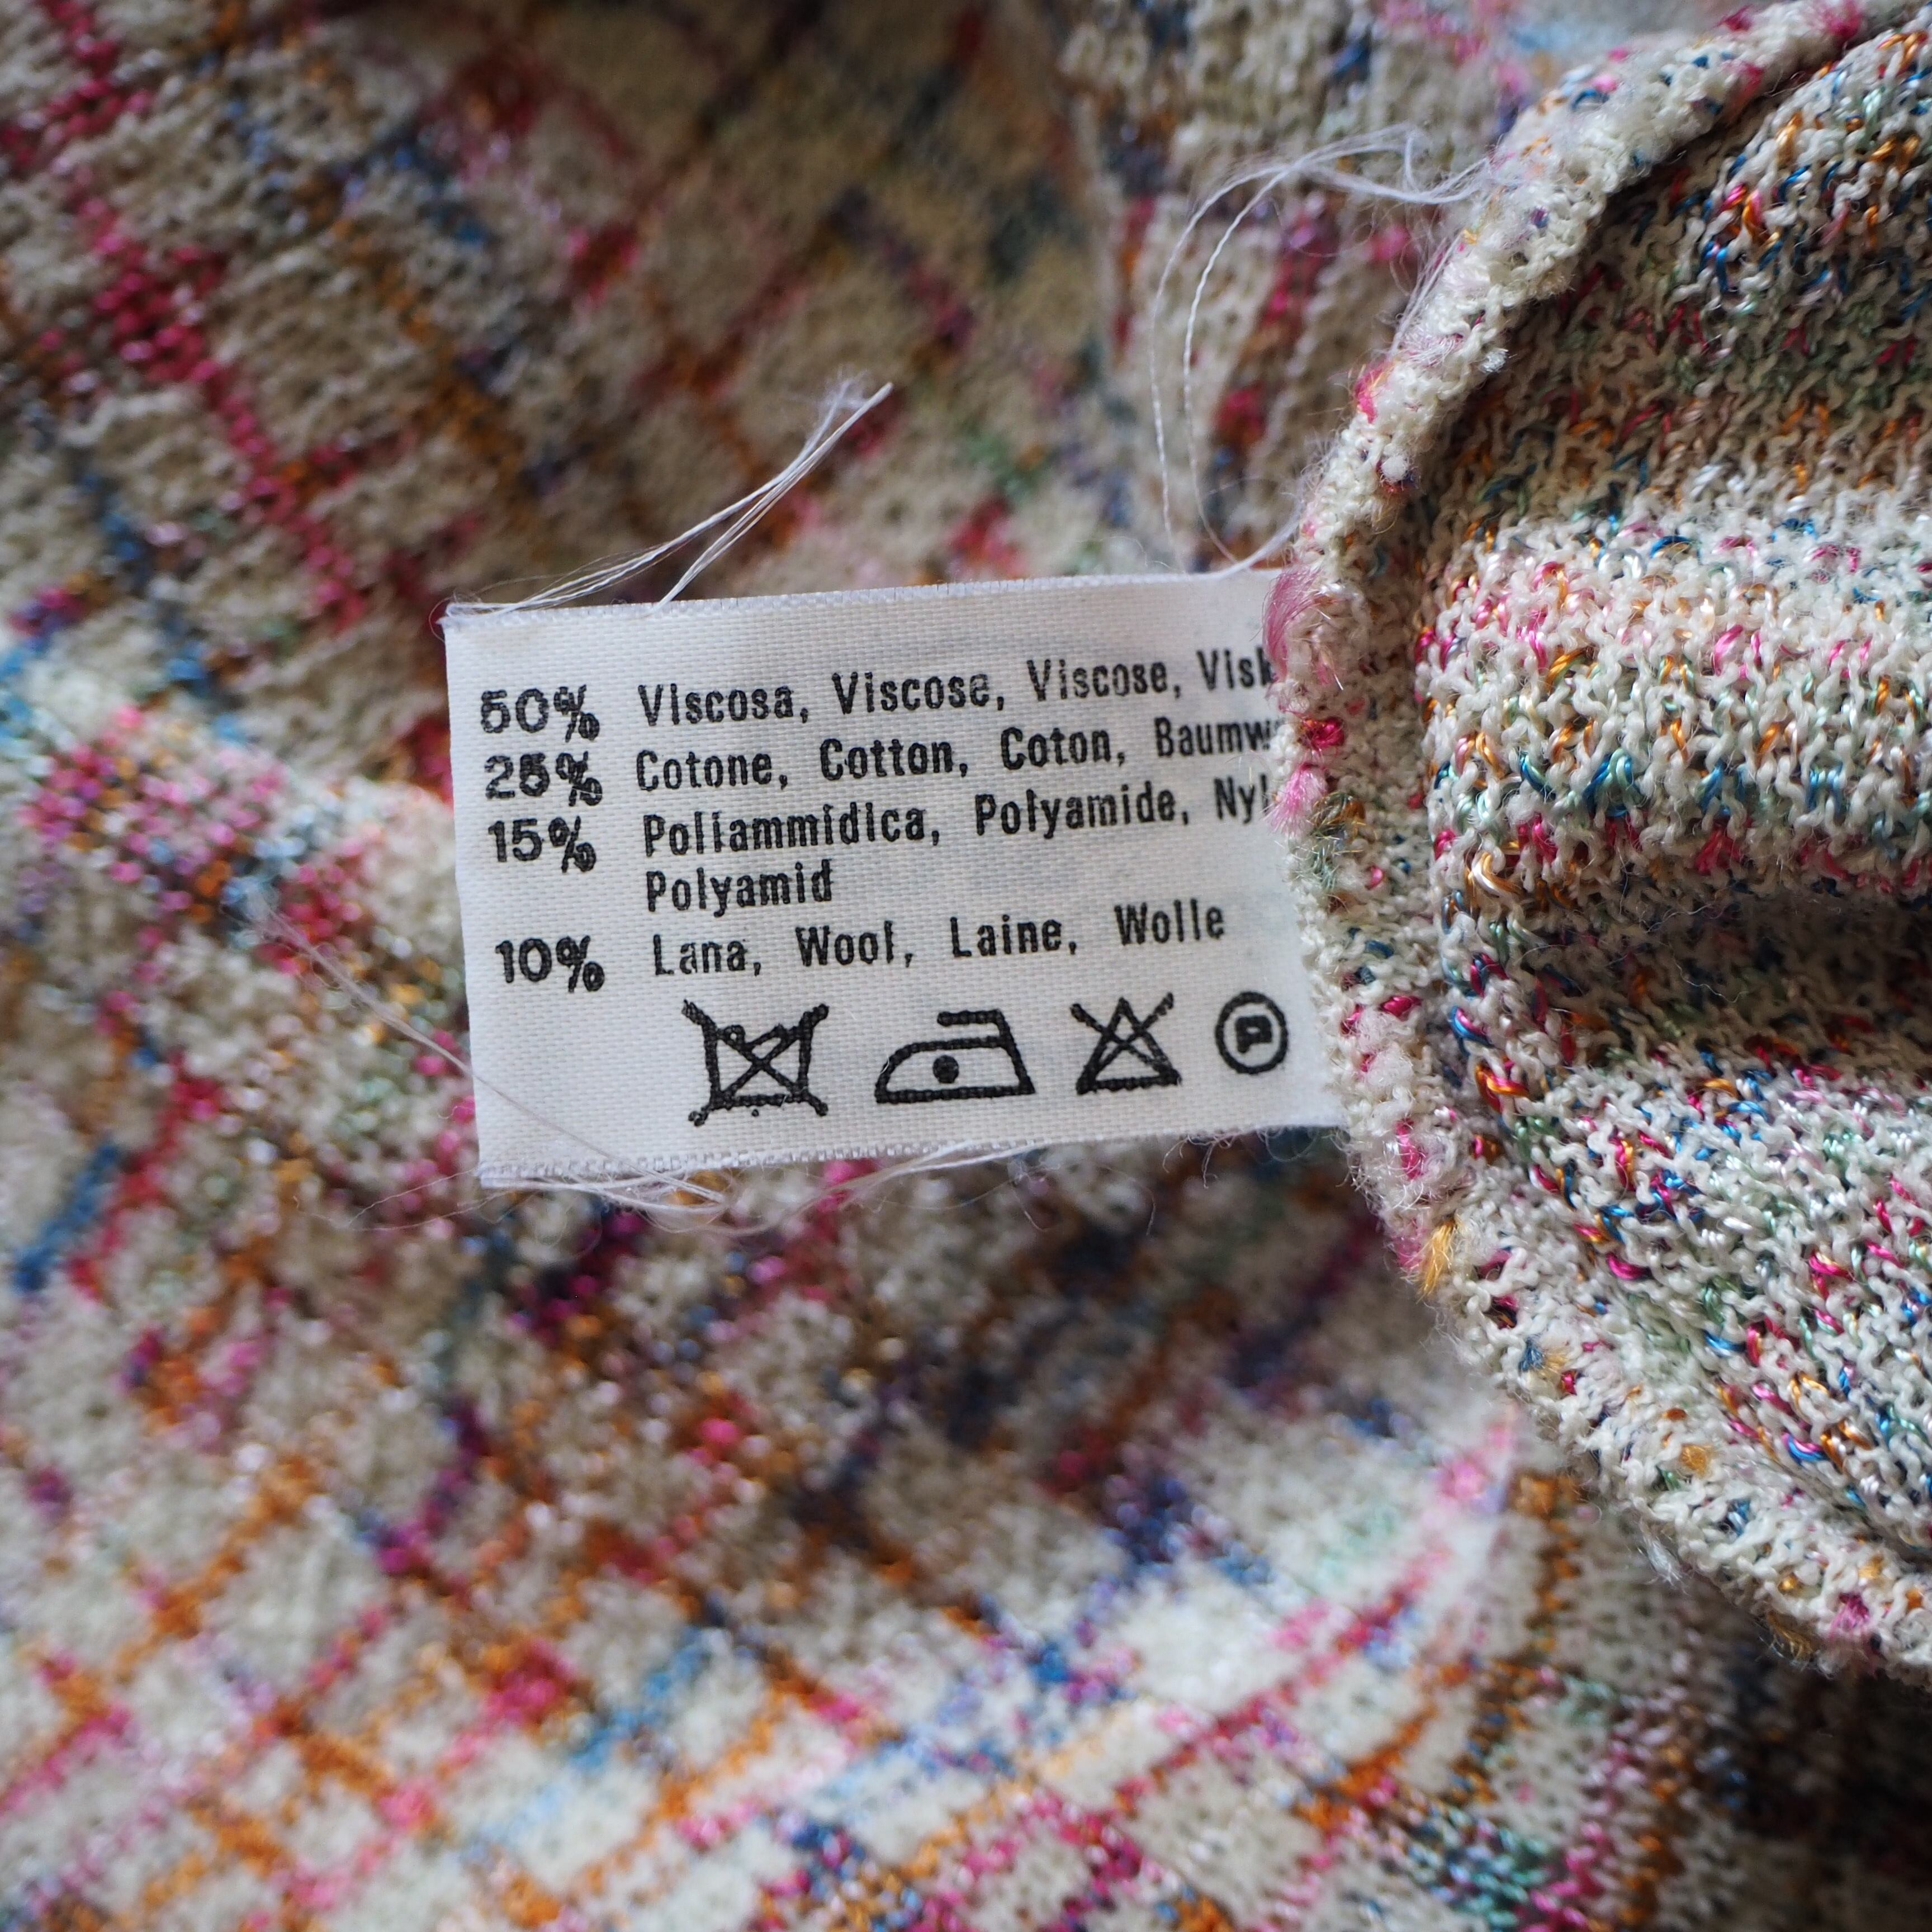 50% Viscosa, Viscose, Viscose, Visk
25% Cotone, Cotton, Coton, Baumw
15% Poliammidica, Polyamide, Nyl
Polyamid
10% Lana, Wool, Laine, Wolle
P